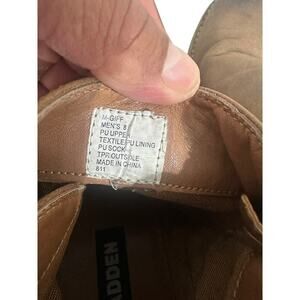 M-GIFF
MEN'S 8
PU UPPER
TEXTILE/PU LINING
PU SOCK
TPR OUTSOLE
MADE IN CHINA
811
ADDEN